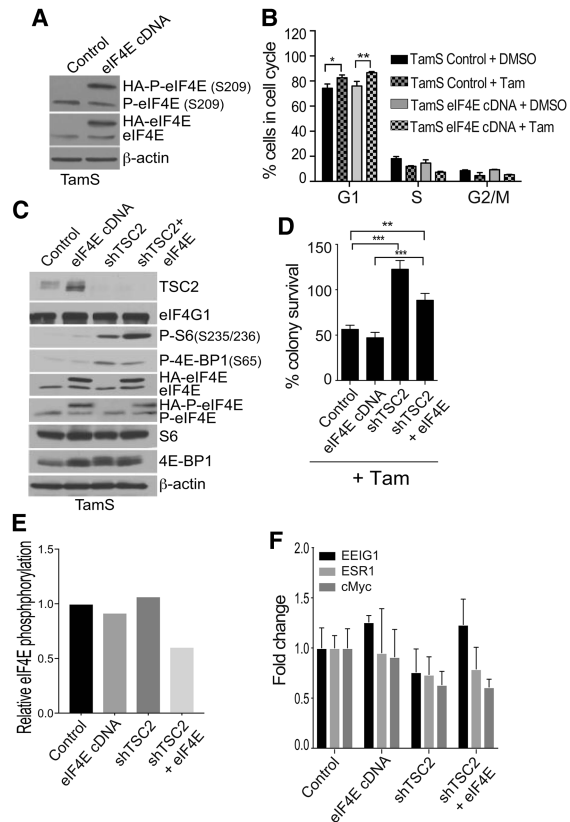 A
Control
eIF4E cDNA
HA-P-eIF4E (S209)
P-eIF4E (S209)
HA-eIF4E
eIF4E
β-actin
TamS
B
% cells in cell cycle
120
100
80
60
40
20
0
*
**
TamS Control + DMSO
TamS Control + Tam
TamS eIF4E cDNA + DMSO
TamS eIF4E cDNA + Tam
G1
S
G2/M
C
Control
eIF4E cDNA
shTSC2
shTSC2+
eIF4E
TSC2
eIF4G1
P-S6(S235/236)
P-4E-BP1(S65)
HA-eIF4E
eIF4E
HA-P-eIF4E
P-eIF4E
S6
4E-BP1
β-actin
TamS
D
% colony survival
150
100
50
0
**
***
***
Control
eIF4E cDNA
shTSC2
shTSC2
+ eIF4E
+ Tam
E
Relative eIF4E phosphphorylation
1.5
1.0
0.5
0.0
Control
eIF4E cDNA
shTSC2
shTSC2
+ eIF4E
F
Fold change
2.0
1.5
1.0
0.5
0.0
EEIG1
ESR1
cMyc
Control
eIF4E cDNA
shTSC2
shTSC2
+ eIF4E